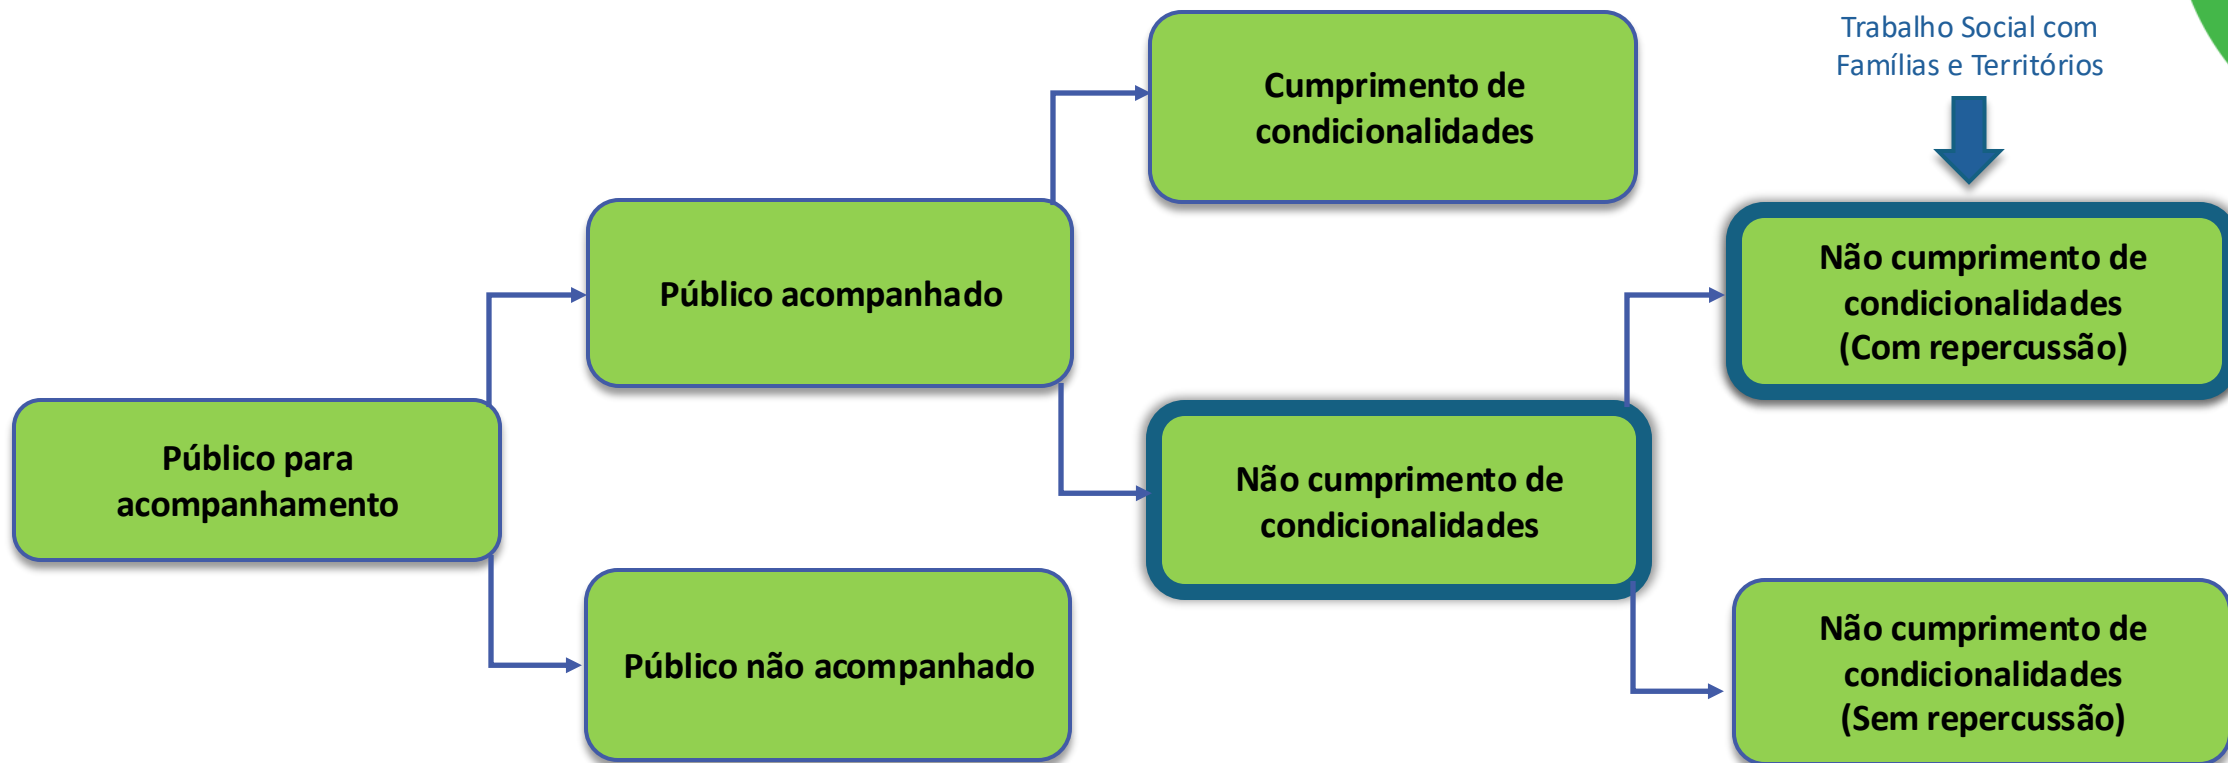 Trabalho Social com
Famílias e Territórios
Cumprimento de
condicionalidades
Não cumprimento de
condicionalidades
(Com repercussão)
Público acompanhado
Público para
acompanhamento
Não cumprimento de
condicionalidades
Público não acompanhado
Não cumprimento de
condicionalidades
(Sem repercussão)